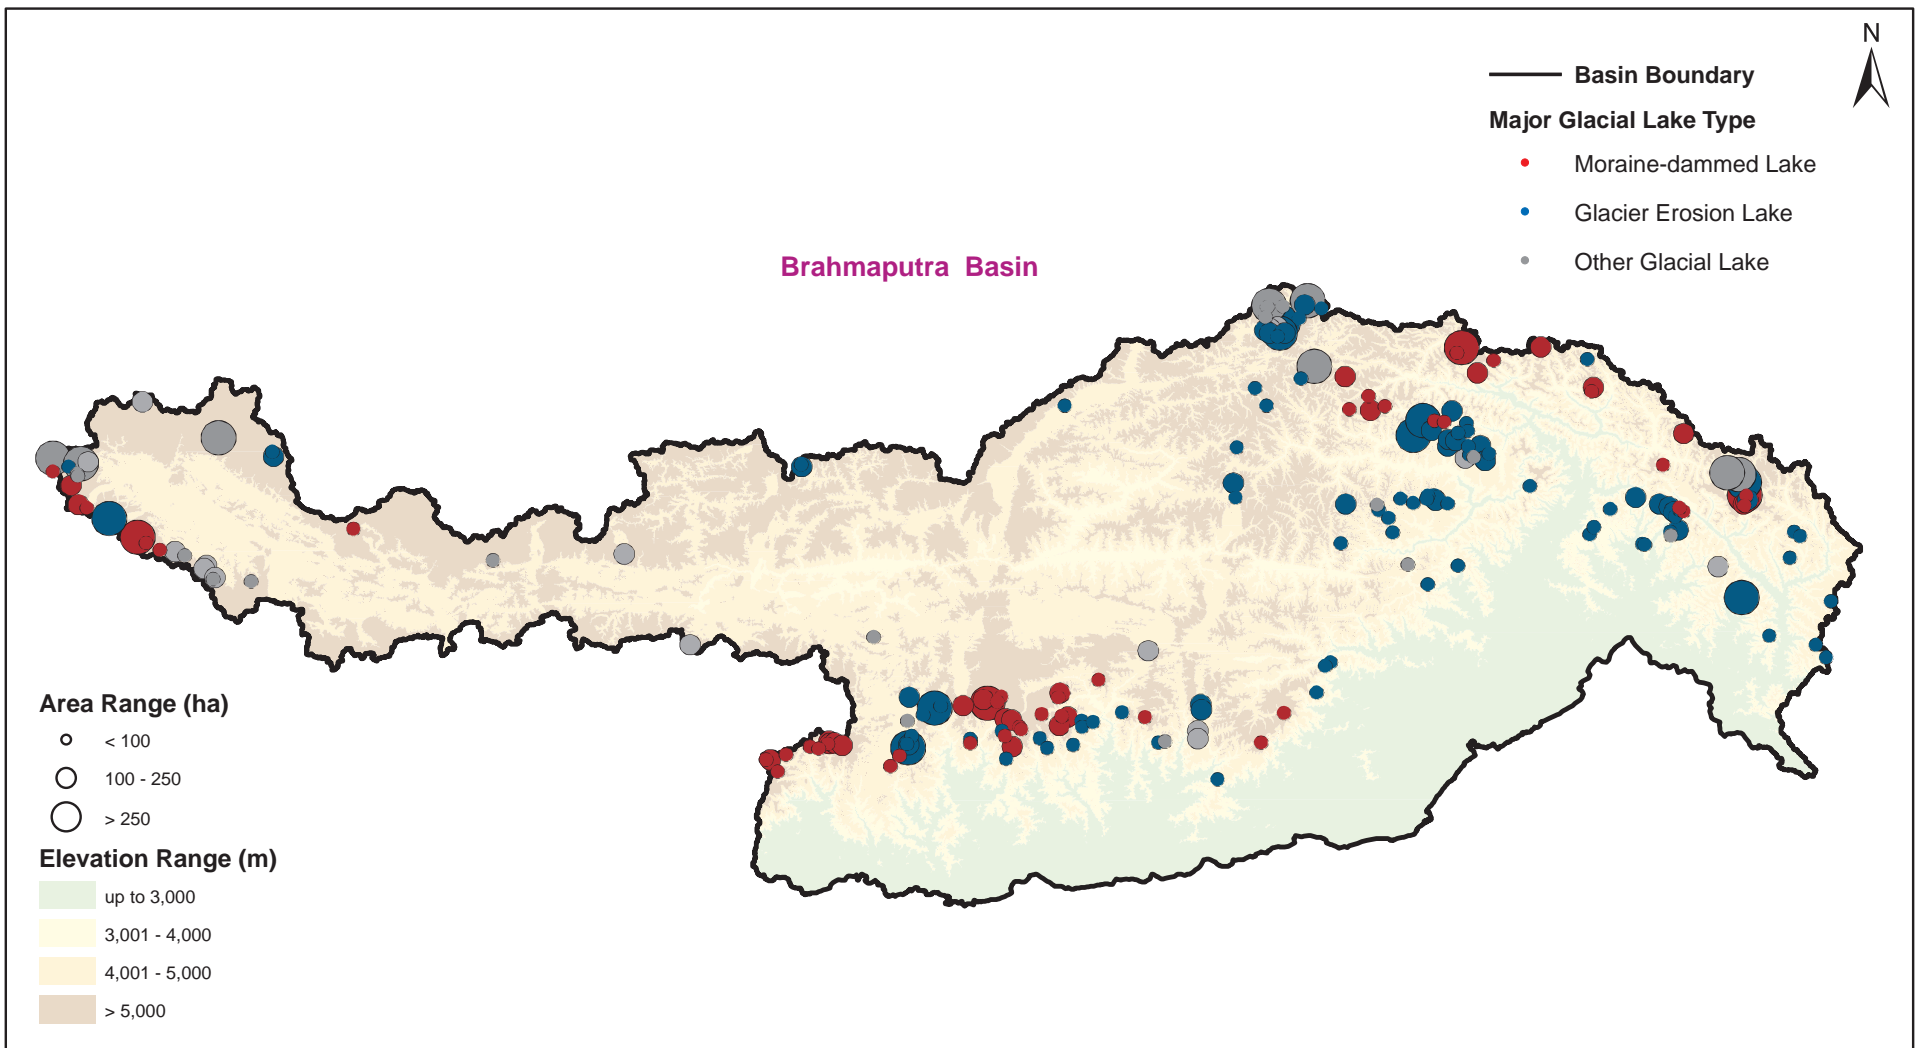 N
Basin Boundary
Major Glacial Lake Type
Moraine-dammed Lake
Glacier Erosion Lake
Other Glacial Lake
Brahmaputra Basin
Area Range (ha)
< 100
100 - 250
> 250
Elevation Range (m)
up to 3,000
3,001 - 4,000
4,001 - 5,000
> 5,000